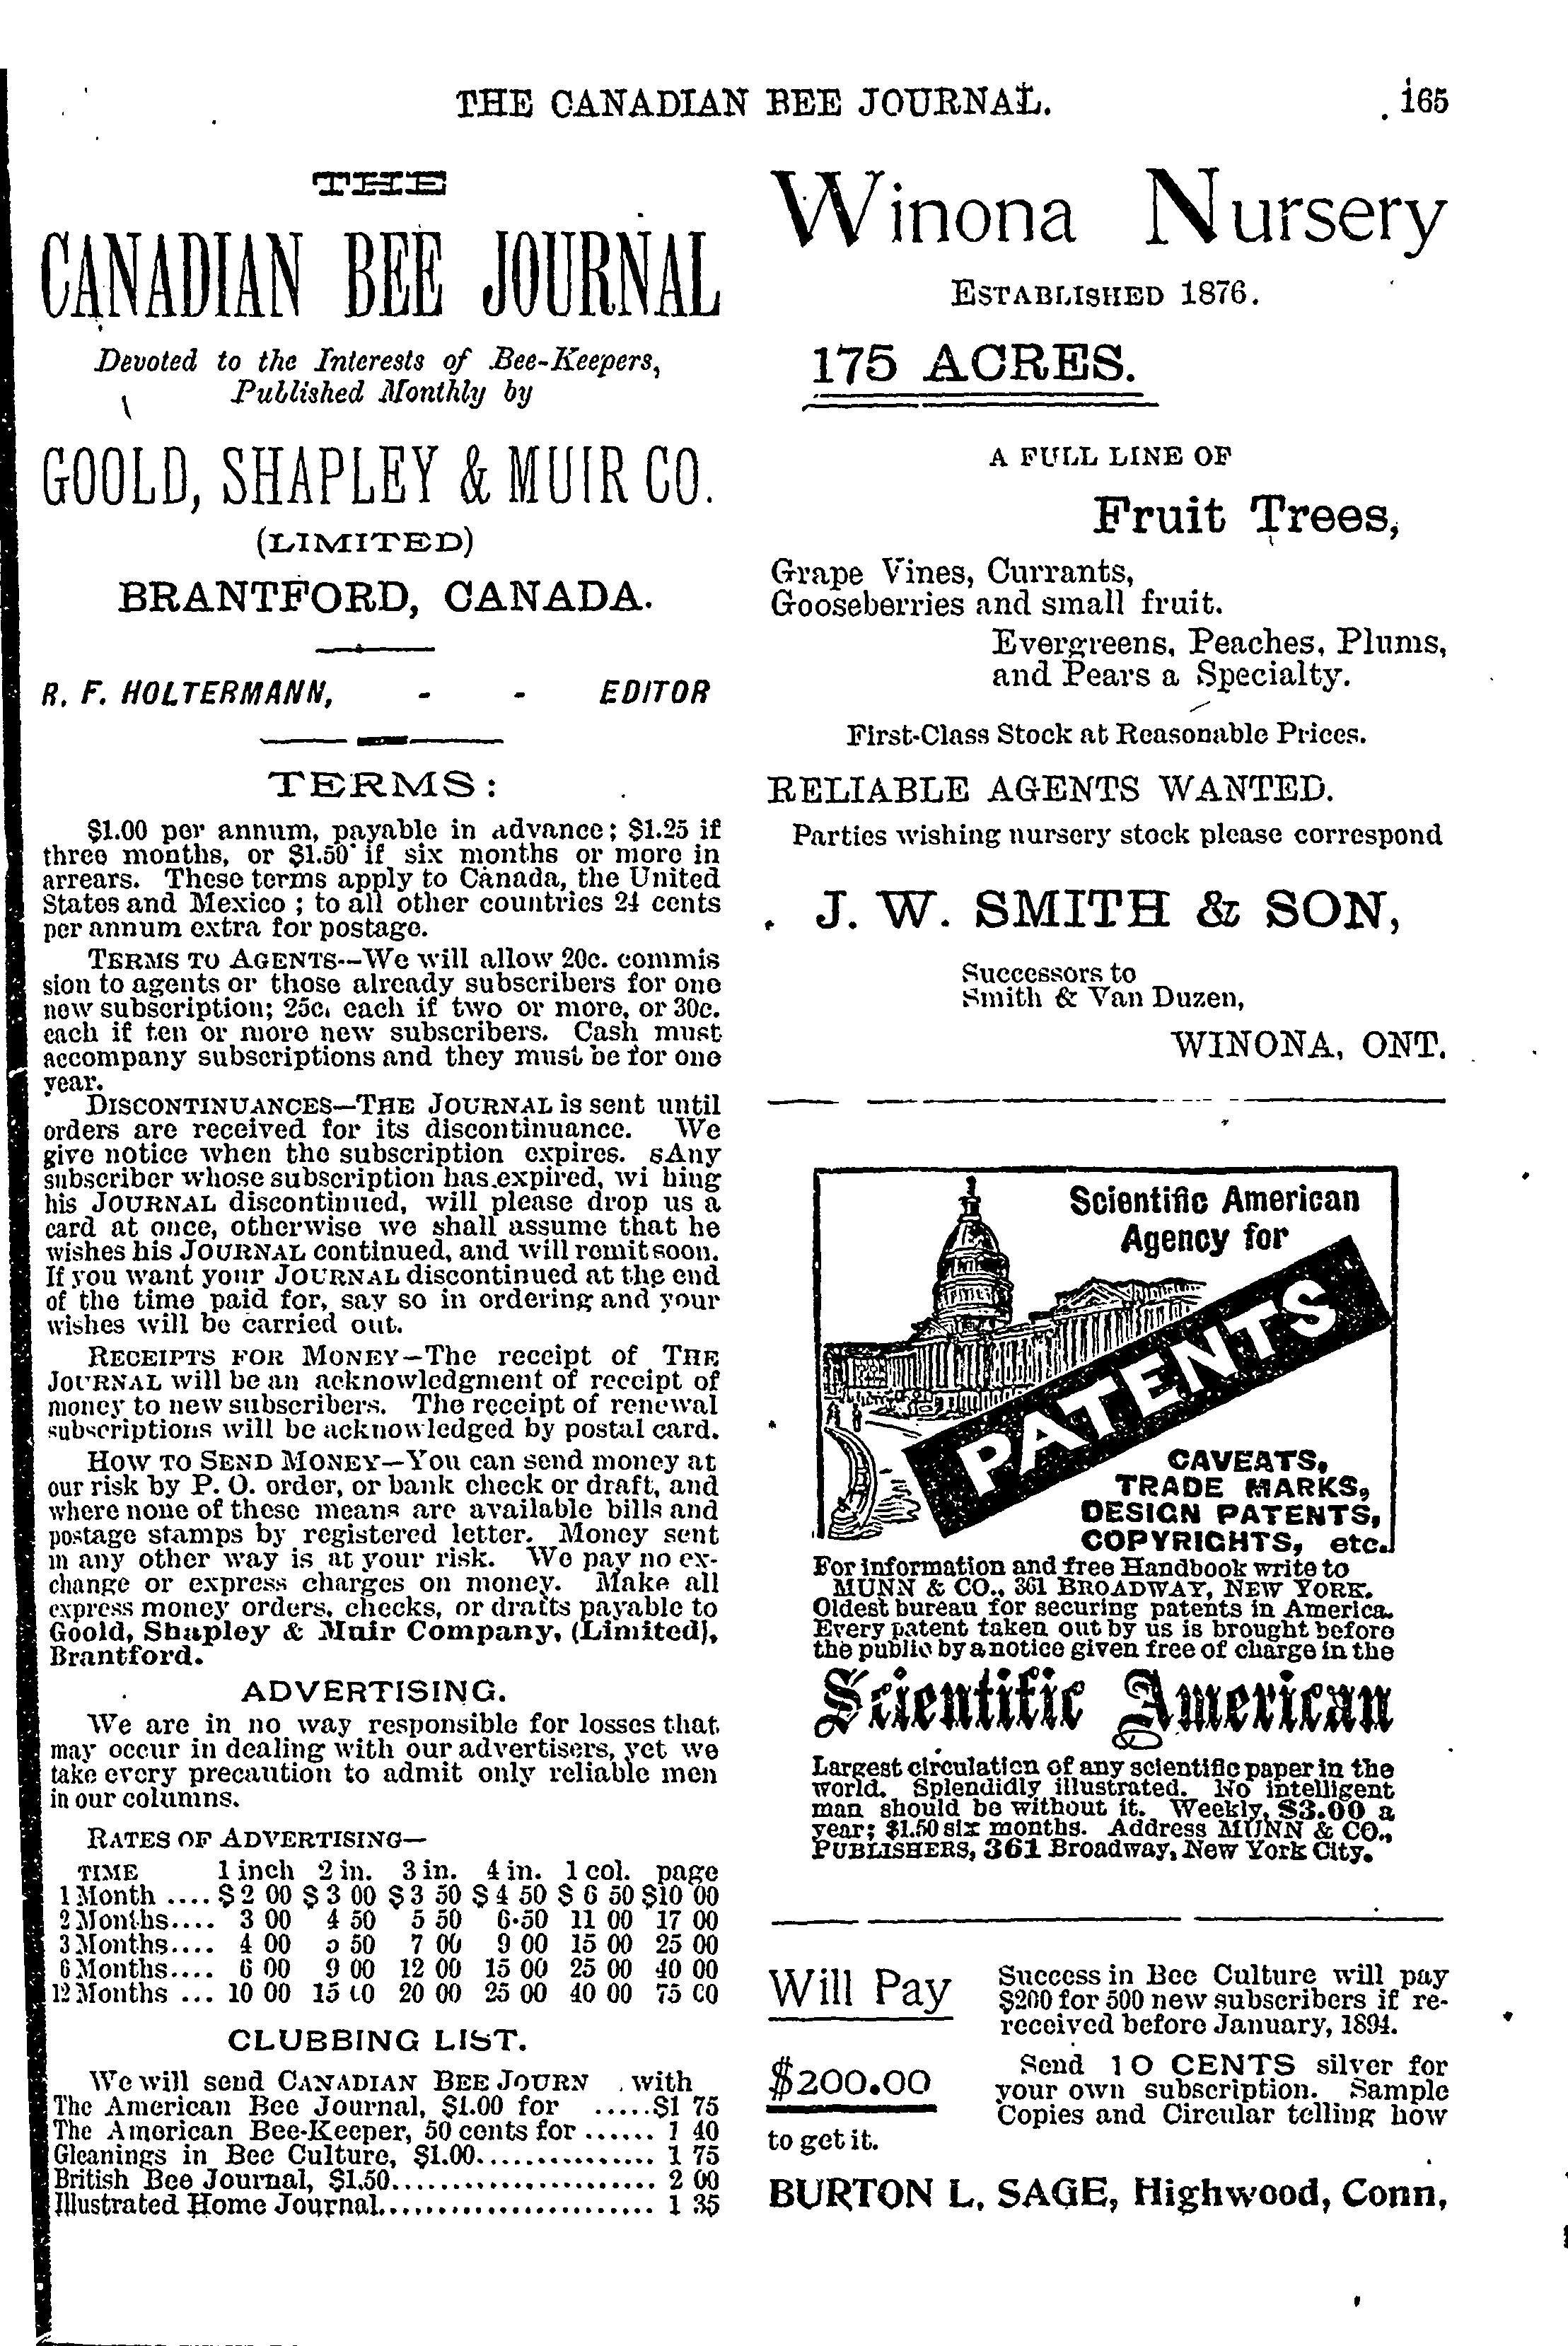 THE CANADIAN BEE JOURNAL. 165
THE
CANADIAN BEE JOURNAL
Devoted to the Interests of Bee-Keepers,
Published Monthly by
GOOLD, SHAPLEY & MUIR CO.
(LIMITED)
BRANTFORD, CANADA.
R. F. HOLTERMANN, - - EDITOR
TERMS:
$1.00 per annum, payable in advance; $1.25 if
three months, or $1.50 if six months or more in
arrears. These terms apply to Canada, the United
States and Mexico; to all other countries 24 cents
per annum extra for postage.
TERMS TO AGENTS--We will allow 20c. commis
sion to agents or those already subscribers for one
new subscription; 25c. each if two or more, or 30c.
each if ten or more new subscribers. Cash must
accompany subscriptions and they must be for one
year.
DISCONTINUANCES—THE JOURNAL is sent until
orders are received for its discontinuance. We
give notice when the subscription expires. sAny
subscriber whose subscription has expired, wi hing
his JOURNAL discontinued, will please drop us a
card at once, otherwise we shall assume that he
wishes his JOURNAL continued, and will remit soon.
If you want your JOURNAL discontinued at the end
of the time paid for, say so in ordering and your
wishes will be carried out.
RECEIPTS FOR MONEY—The receipt of THE
JOURNAL will be an acknowledgment of receipt of
money to new subscribers. The receipt of renewal
subscriptions will be acknowledged by postal card.
HOW TO SEND MONEY—You can send money at
our risk by P. O. order, or bank check or draft, and
where none of these means are available bills and
postage stamps by registered letter. Money sent
in any other way is at your risk. We pay no ex-
change or express charges on money. Make all
express money orders, checks, or drafts payable to
Goold, Shapley & Muir Company, (Limited),
Brantford.
ADVERTISING.
We are in no way responsible for losses that
may occur in dealing with our advertisers, yet we
take every precaution to admit only reliable men
in our columns.
RATES OF ADVERTISING—
TIME 1 inch 2 in. 3 in. 4 in. 1 col. page
1 Month .... $2 00 $3 00 $3 50 $4 50 $6 50 $10 00
2 Months.... 3 00 4 50 5 50 6·50 11 00 17 00
3 Months.... 4 00 5 50 7 00 9 00 15 00 25 00
6 Months.... 6 00 9 00 12 00 15 00 25 00 40 00
12 Months ... 10 00 15 00 20 00 25 00 40 00 75 00
CLUBBING LIST.
We will send CANADIAN BEE JOURN with
The American Bee Journal, $1.00 for .....$1 75
The American Bee-Keeper, 50 cents for ...... 1 40
Gleanings in Bee Culture, $1.00............... 1 75
British Bee Journal, $1.50....................... 2 00
Illustrated Home Journal........................ 1 35
Winona Nursery
ESTABLISHED 1876.
175 ACRES.
A FULL LINE OF
Fruit Trees,
Grape Vines, Currants,
Gooseberries and small fruit.
Evergreens, Peaches, Plums,
and Pears a Specialty.
First-Class Stock at Reasonable Prices.
RELIABLE AGENTS WANTED.
Parties wishing nursery stock please correspond
J. W. SMITH & SON,
Successors to
Smith & Van Duzen,
WINONA, ONT.
Scientific American
Agency for
PATENTS
CAVEATS,
TRADE MARKS,
DESIGN PATENTS,
COPYRIGHTS, etc.
For information and free Handbook write to
MUNN & CO., 361 BROADWAY, NEW YORK.
Oldest bureau for securing patents in America.
Every patent taken out by us is brought before
the public by a notice given free of charge in the
Scientific American
Largest circulation of any scientific paper in the
world. Splendidly illustrated. No intelligent
man should be without it. Weekly, $3.00 a
year; $1.50 six months. Address MUNN & CO.,
PUBLISHERS, 361 Broadway, New York City.
Will Pay
$200.00
to get it.
Success in Bee Culture will pay
$200 for 500 new subscribers if re-
received before January, 1894.
Send 10 CENTS silver for
your own subscription. Sample
Copies and Circular telling how
BURTON L. SAGE, Highwood, Conn,